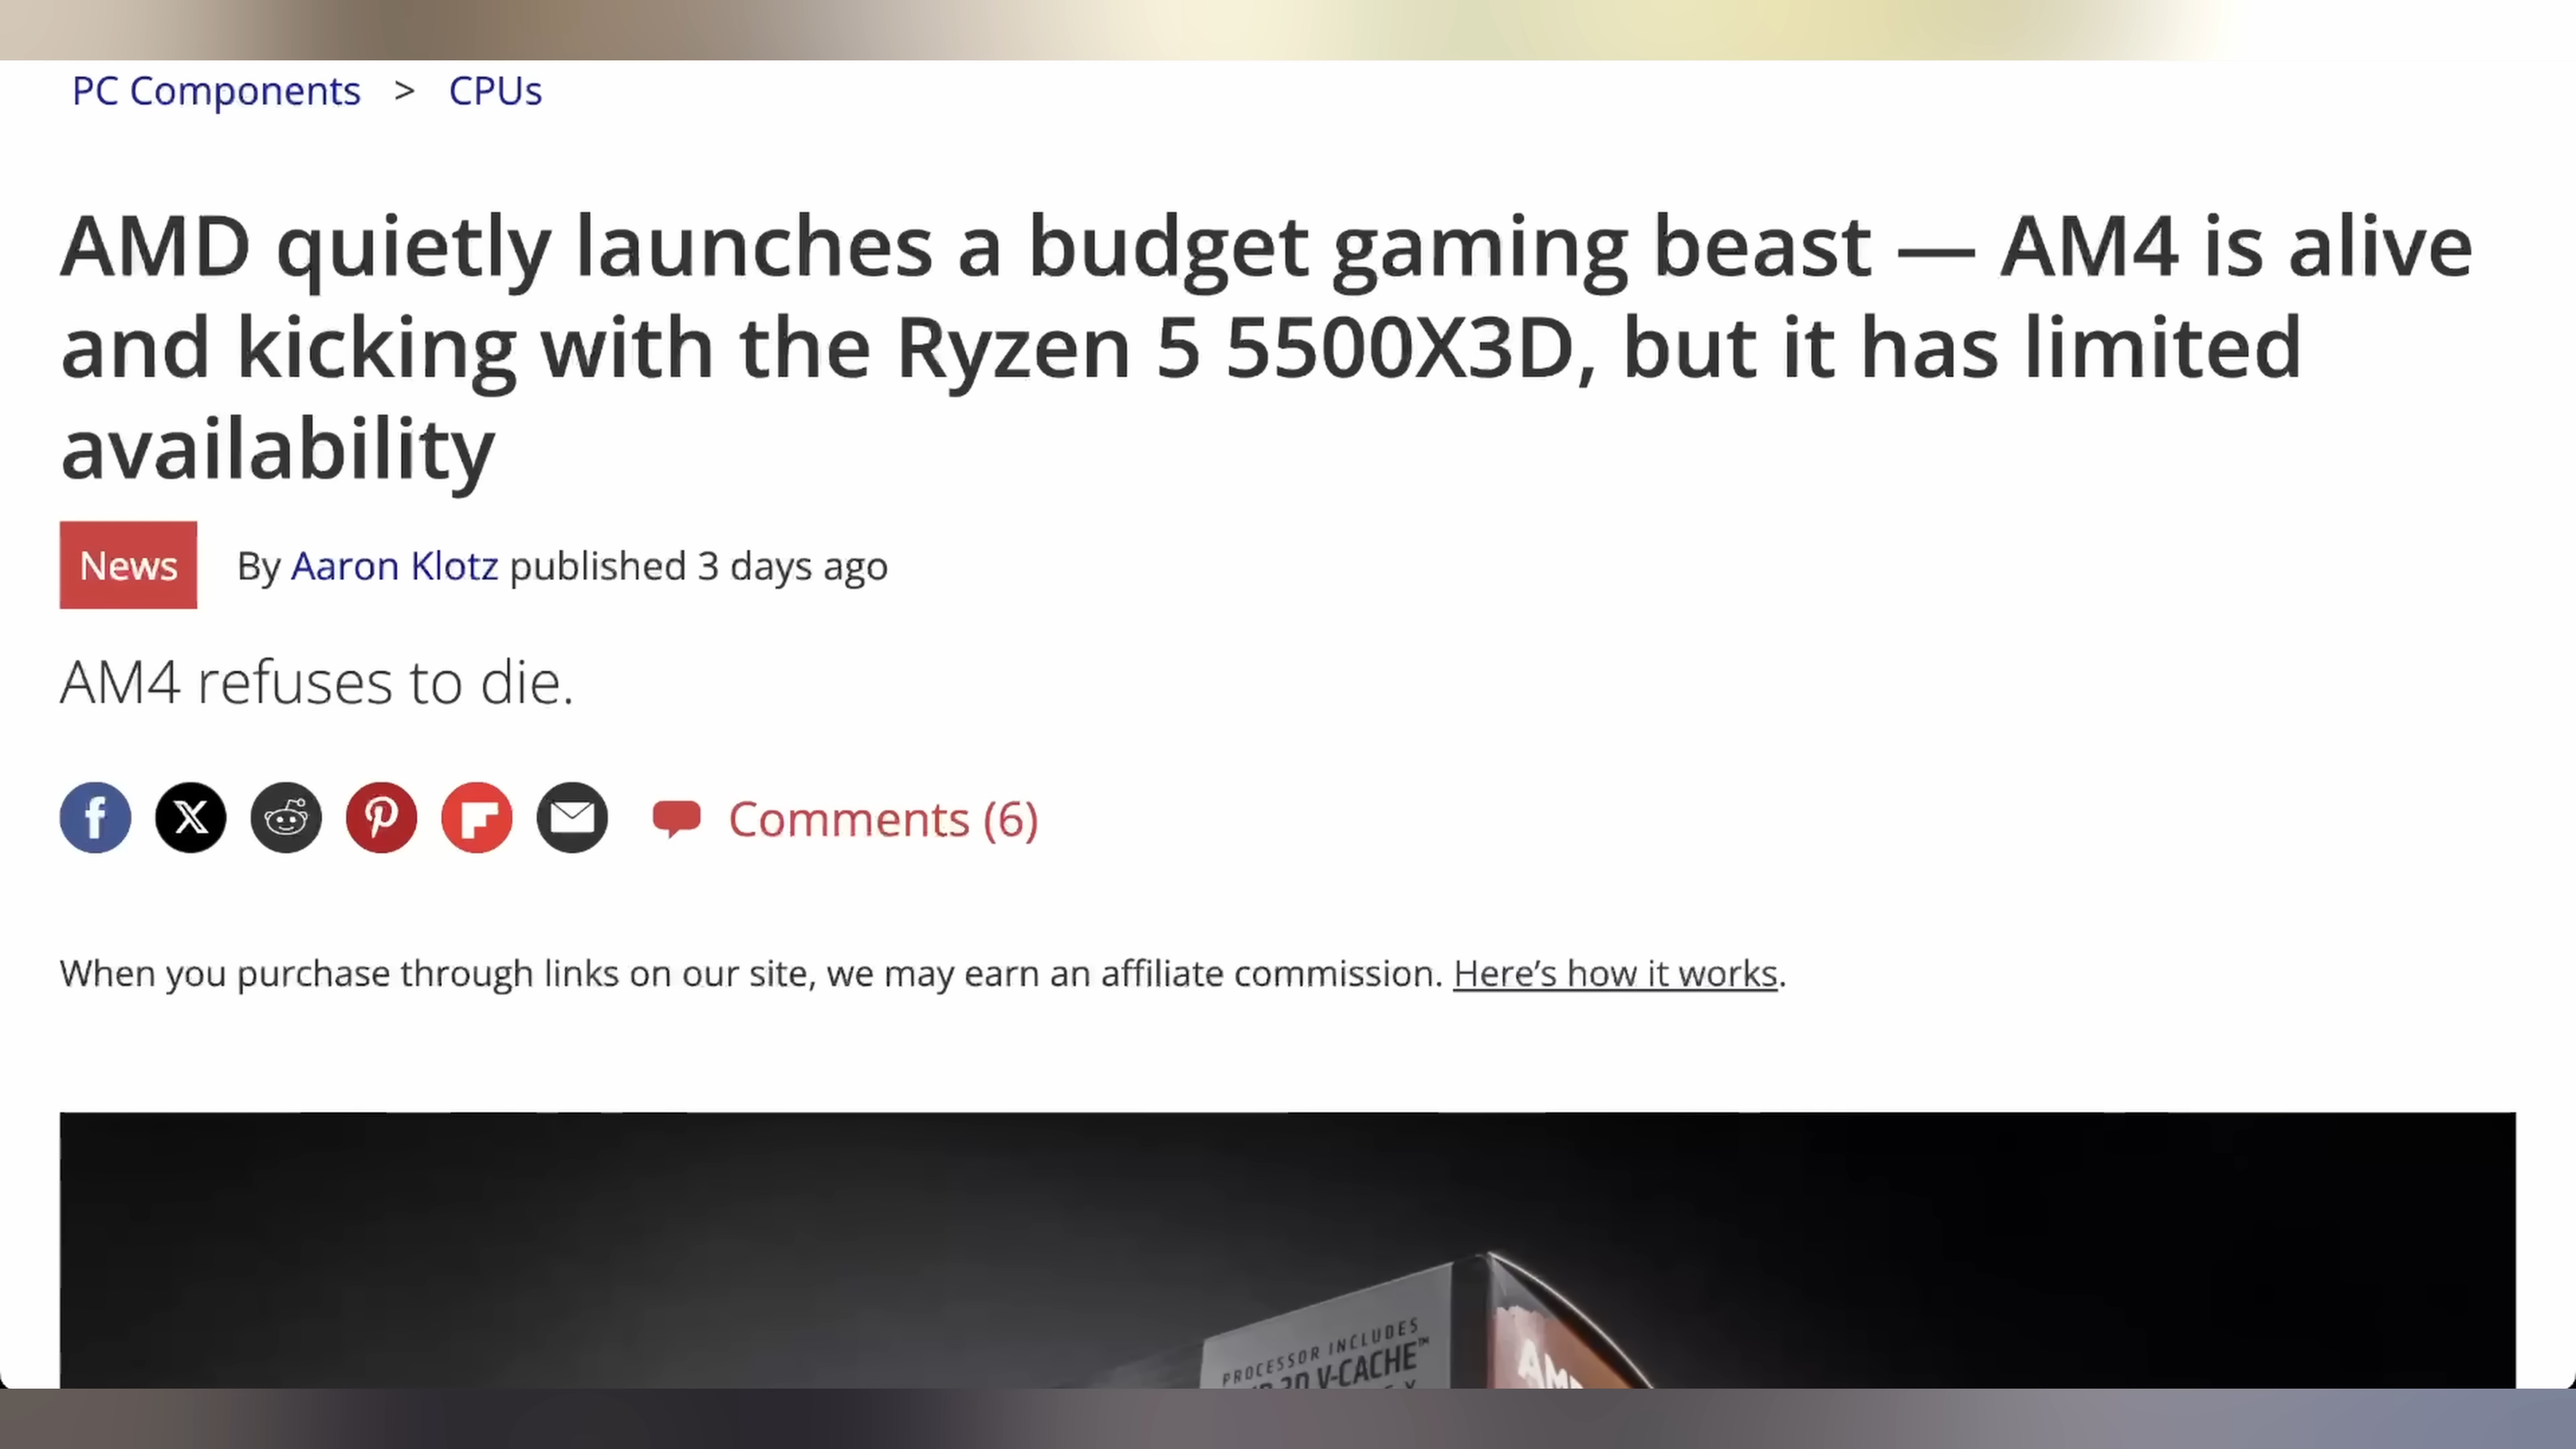 PC Components > CPUs
AMD quietly launches a budget gaming beast — AM4 is alive
and kicking with the Ryzen 5 5500X3D, but it has limited
availability
News By Aaron Klotz published 3 days ago
AM4 refuses to die.
Comments (6)
When you purchase through links on our site, we may earn an affiliate commission. Here’s how it works.
PROCESSOR INCLUDES
3D V-CACHE™